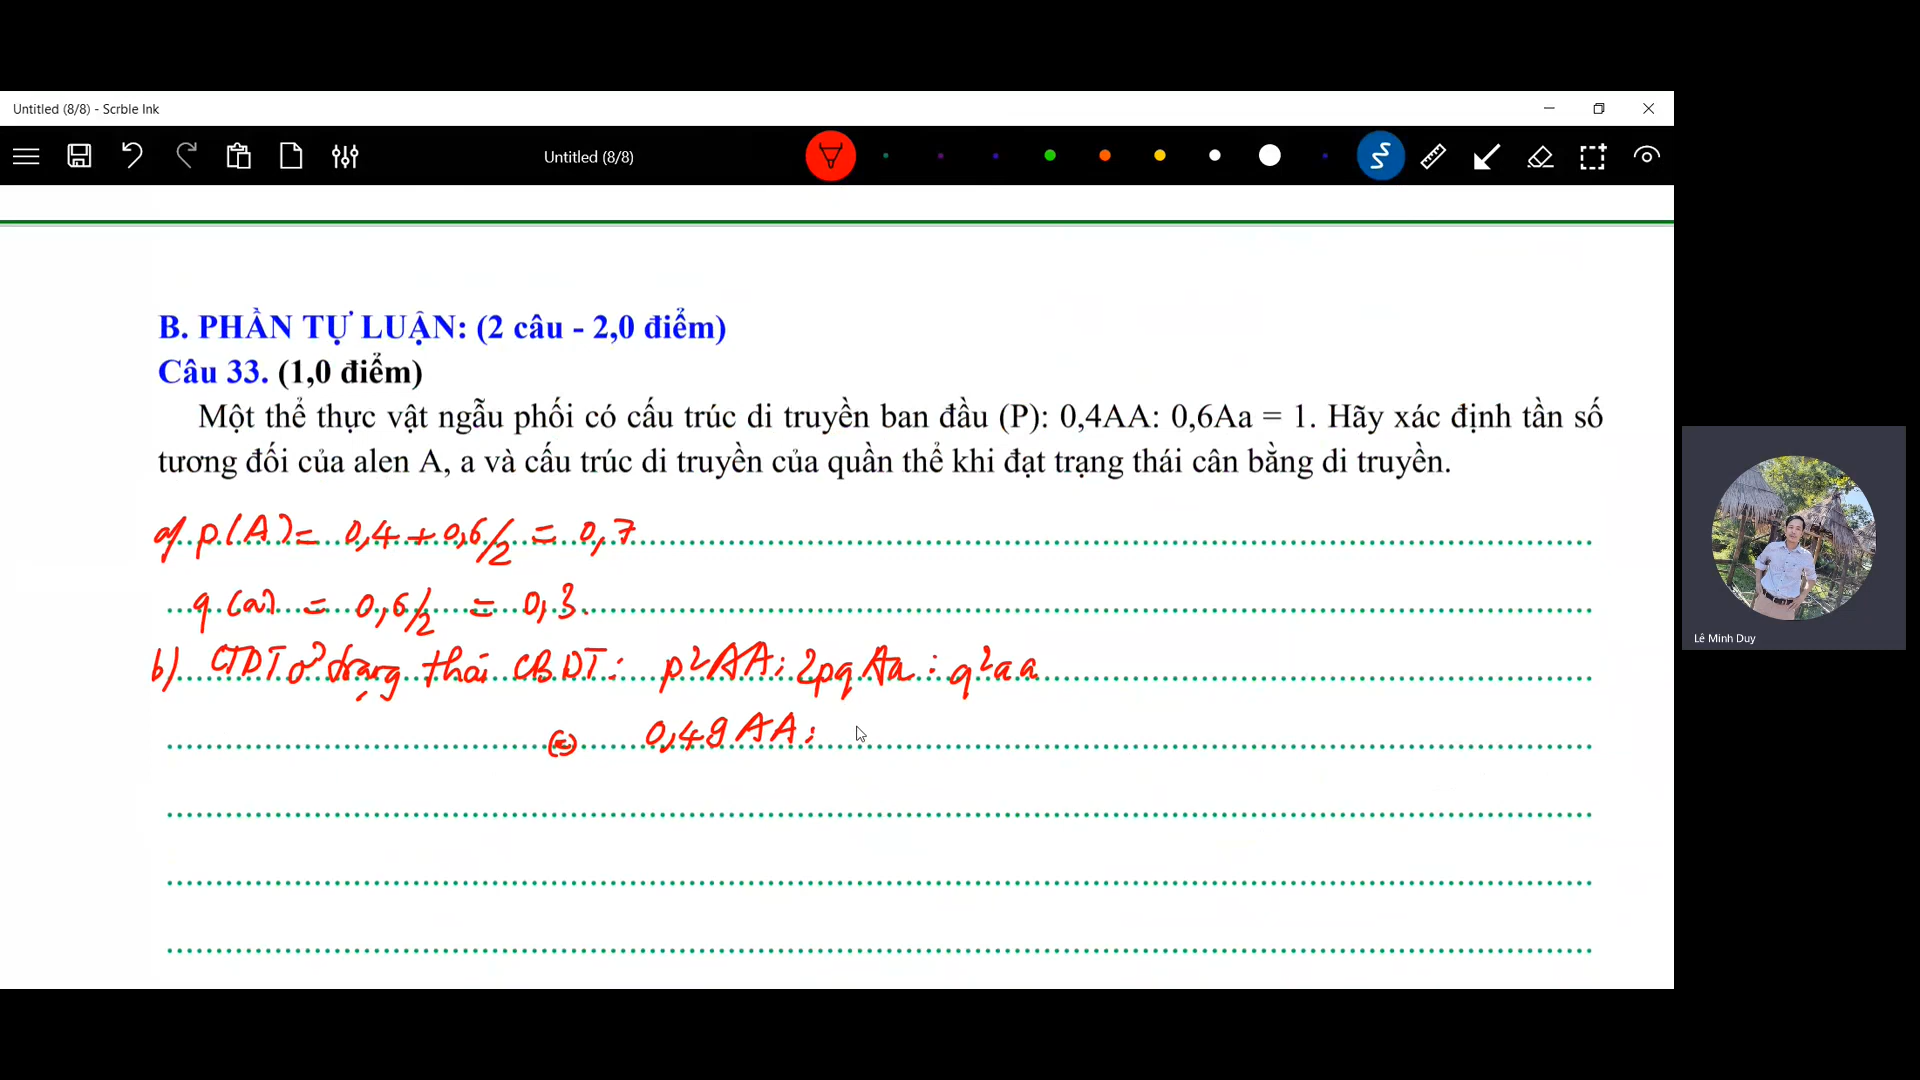 Untitled (8/8) - Scrble Ink
Untitled (8/8)
B. PHẦN TỰ LUẬN: (2 câu - 2,0 điểm)
Câu 33. (1,0 điểm)
Một thể thực vật ngẫu phối có cấu trúc di truyền ban đầu (P): 0,4AA: 0,6Aa = 1. Hãy xác định tần số
tương đối của alen A, a và cấu trúc di truyền của quần thể khi đạt trạng thái cân bằng di truyền.
a) p(A) = 0,4 + 0,6/2 = 0,7
q(a) = 0,6/2 = 0,3.
b) CTDT ở trạng thái CBDT: p²AA: 2pqAa: q²aa
(=) 0,49AA:
Lê Minh Duy